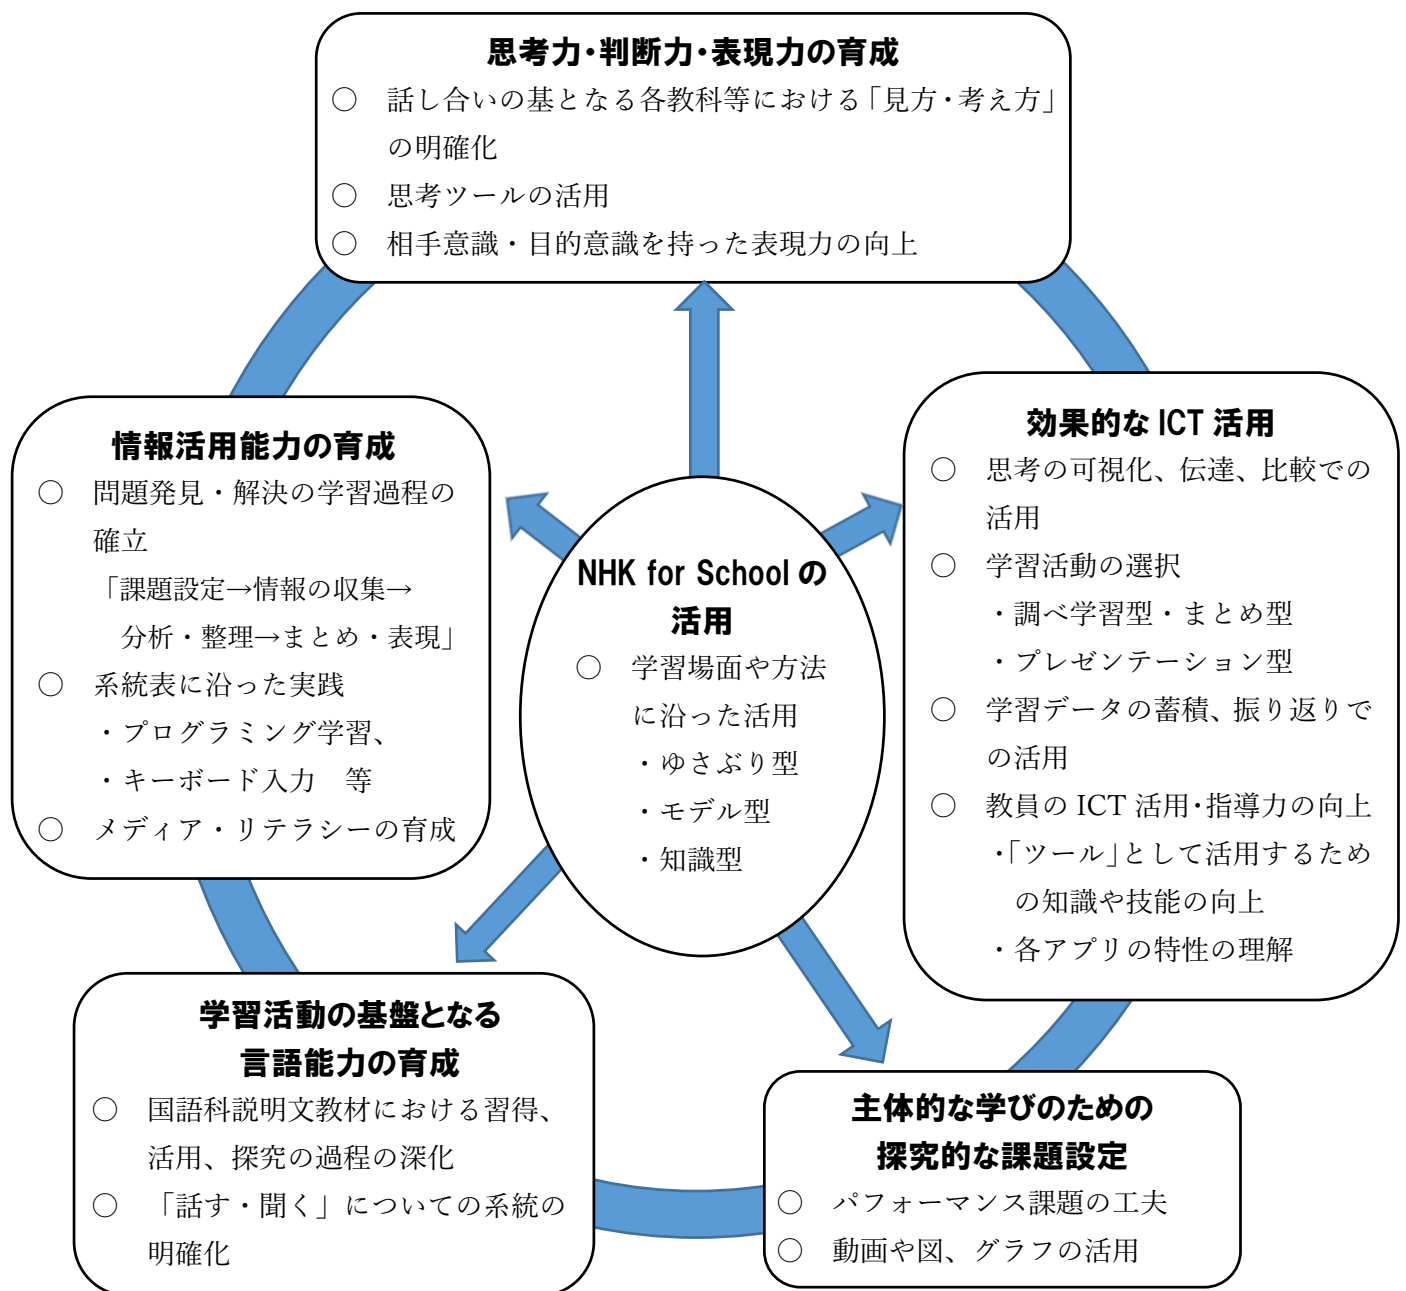 思考力・判断力・表現力の育成
○ 話し合いの基となる各教科等における「見方・考え方」
の明確化
○ 思考ツールの活用
○ 相手意識・目的意識を持った表現力の向上
情報活用能力の育成
○ 問題発見・解決の学習過程の
確立
「課題設定→情報の収集→
分析・整理→まとめ・表現」
○ 系統表に沿った実践
・プログラミング学習、
・キーボード入力 等
○ メディア・リテラシーの育成
NHK for School の
活用
○ 学習場面や方法
に沿った活用
・ゆさぶり型
・モデル型
・知識型
効果的な ICT 活用
○ 思考の可視化、伝達、比較での
活用
○ 学習活動の選択
・調べ学習型・まとめ型
・プレゼンテーション型
○ 学習データの蓄積、振り返りで
の活用
○ 教員の ICT 活用・指導力の向上
・「ツール」として活用するため
の知識や技能の向上
・各アプリの特性の理解
学習活動の基盤となる
言語能力の育成
○ 国語科説明文教材における習得、
活用、探究の過程の深化
○ 「話す・聞く」についての系統の
明確化
主体的な学びのための
探究的な課題設定
○ パフォーマンス課題の工夫
○ 動画や図、グラフの活用